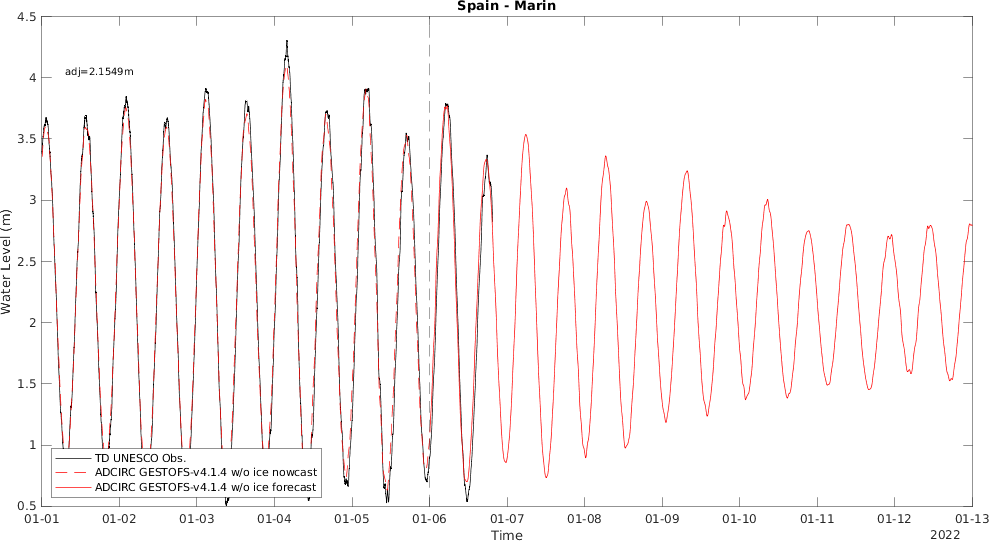 Spain - Marin
4.5
adj=2.1549m
4
3.5
3
2.5
2
1.5
1
0.5
Water Level (m)
TD UNESCO Obs.
ADCIRC GESTOFS-v4.1.4 w/o ice nowcast
ADCIRC GESTOFS-v4.1.4 w/o ice forecast
01-01 01-02 01-03 01-04 01-05 01-06 01-07 01-08 01-09 01-10 01-11 01-12 01-13
Time
2022